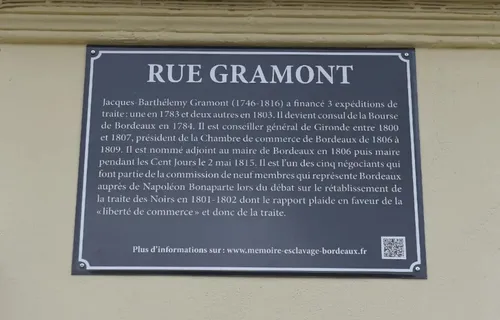 RUE GRAMONT
Jacques-Barthélemy Gramont (1746-1816) a financé 3 expéditions de
traite : une en 1783 et deux autres en 1803. Il devient consul de la Bourse
de Bordeaux en 1784. Il est conseiller général de Gironde entre 1800
et 1807, président de la Chambre de commerce de Bordeaux de 1806 à
1809. Il est nommé adjoint au maire de Bordeaux en 1806 puis maire
pendant les Cent Jours le 2 mai 1815. Il est l'un des cinq négociants qui
font partie de la commission de neuf membres qui représente Bordeaux
auprès de Napoléon Bonaparte lors du débat sur le rétablissement de
la traite des Noirs en 1801-1802 dont le rapport plaide en faveur de la
« liberté de commerce » et donc de la traite.
Plus d'informations sur : www.memoire-esclavage-bordeaux.fr